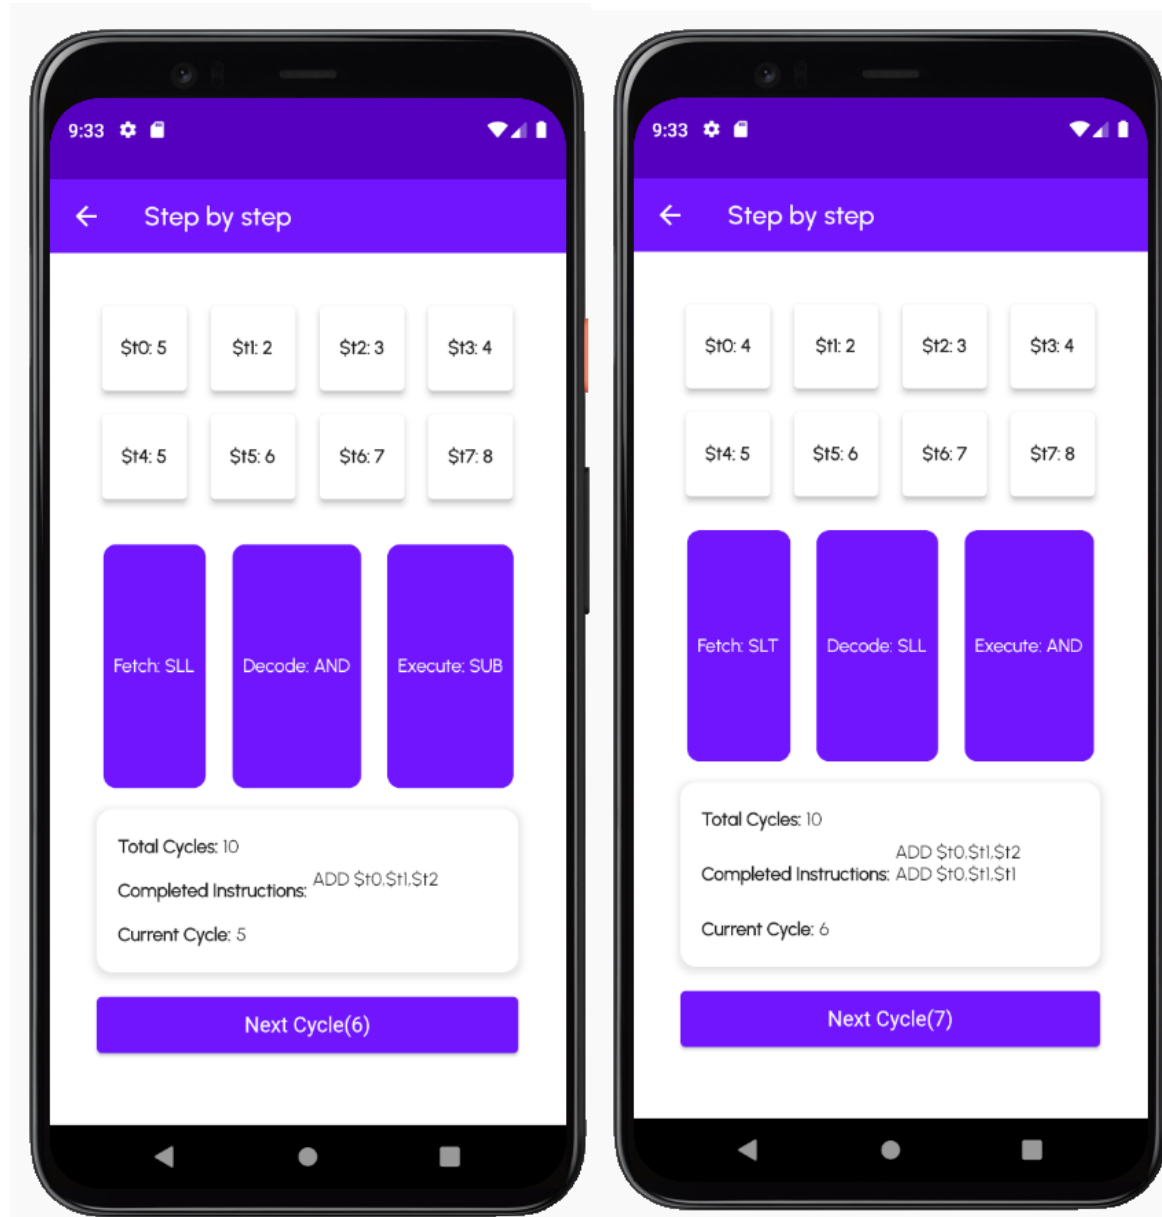 9:33
Step by step
$t0: 5 $t1: 2 $t2: 3 $t3: 4
$t4: 5 $t5: 6 $t6: 7 $t7: 8
Fetch: SLL Decode: AND Execute: SUB
Total Cycles: 10
Completed Instructions: ADD $t0,$t1,$t2
Current Cycle: 5
Next Cycle(6)
9:33
Step by step
$t0: 4 $t1: 2 $t2: 3 $t3: 4
$t4: 5 $t5: 6 $t6: 7 $t7: 8
Fetch: SLT Decode: SLL Execute: AND
Total Cycles: 10
ADD $t0,$t1,$t2
Completed Instructions: ADD $t0,$t1,$t1
Current Cycle: 6
Next Cycle(7)